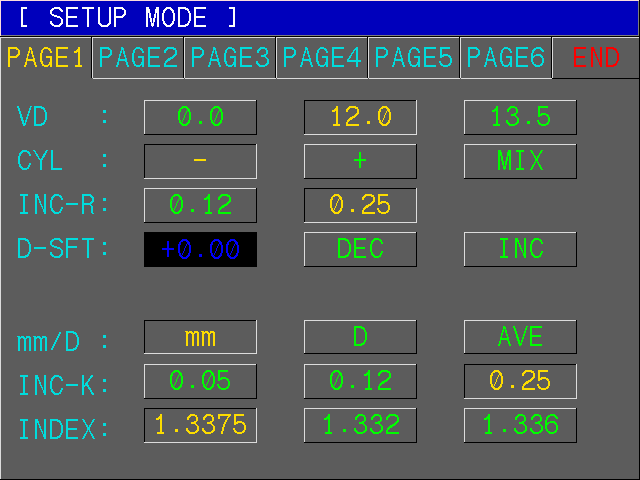 [ SETUP MODE ]
PAGE1 PAGE2 PAGE3 PAGE4 PAGE5 PAGE6 END
VD : 0.0 12.0 13.5
CYL : - + MIX
INC-R: 0.12 0.25
D-SFT: +0.00 DEC INC
mm/D : mm D AVE
INC-K: 0.05 0.12 0.25
INDEX: 1.3375 1.332 1.336